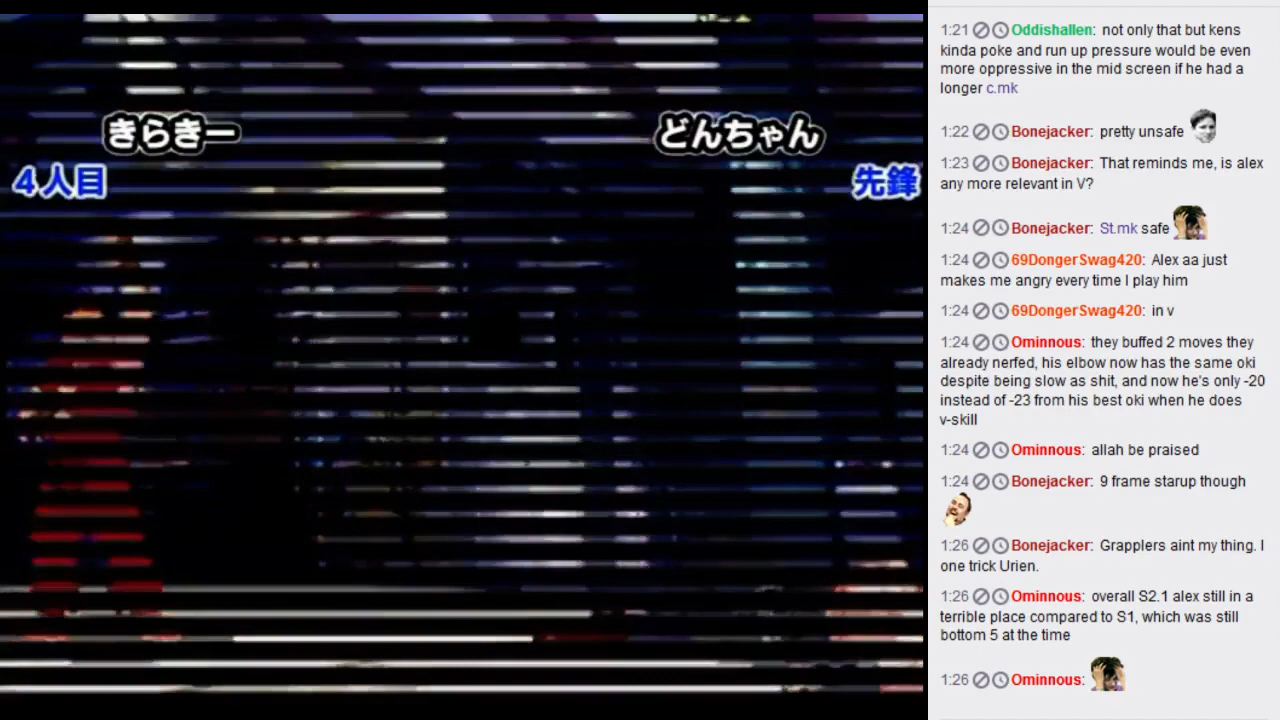 きらきー
どんちゃん
4人目
先鋒
1:21 Oddishallen: not only that but kens
kinda poke and run up pressure would be even
more oppressive in the mid screen if he had a
longer c.mk
1:22 Bonejacker: pretty unsafe
1:23 Bonejacker: That reminds me, is alex
any more relevant in V?
1:24 Bonejacker: St.mk safe
1:24 69DongerSwag420: Alex aa just
makes me angry every time I play him
1:24 69DongerSwag420: in v
1:24 Ominnous: they buffed 2 moves they
already nerfed, his elbow now has the same oki
despite being slow as shit, and now he's only -20
instead of -23 from his best oki when he does
v-skill
1:24 Ominnous: allah be praised
1:24 Bonejacker: 9 frame starup though
1:26 Bonejacker: Grapplers aint my thing. I
one trick Urien.
1:26 Ominnous: overall S2.1 alex still in a
terrible place compared to S1, which was still
bottom 5 at the time
1:26 Ominnous: